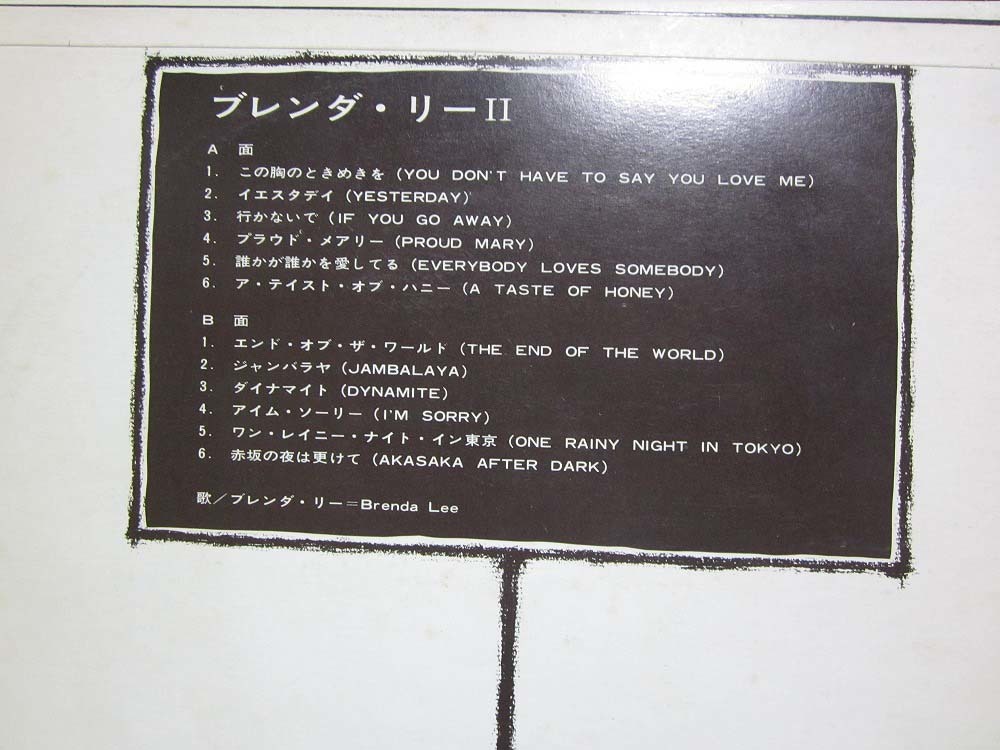 ブレンダ・リーII
A 面
1. この胸のときめきを (YOU DON'T HAVE TO SAY YOU LOVE ME)
2. イエスタデイ (YESTERDAY)
3. 行かないで (IF YOU GO AWAY)
4. プラウド・メアリー (PROUD MARY)
5. 誰かが誰かを愛してる (EVERYBODY LOVES SOMEBODY)
6. ア・テイスト・オブ・ハニー (A TASTE OF HONEY)
B 面
1. エンド・オブ・ザ・ワールド (THE END OF THE WORLD)
2. ジャンバラヤ (JAMBALAYA)
3. ダイナマイト (DYNAMITE)
4. アイム・ソーリー (I'M SORRY)
5. ワン・レイニー・ナイト・イン東京 (ONE RAINY NIGHT IN TOKYO)
6. 赤坂の夜は更けて (AKASAKA AFTER DARK)
歌/ブレンダ・リー=Brenda Lee